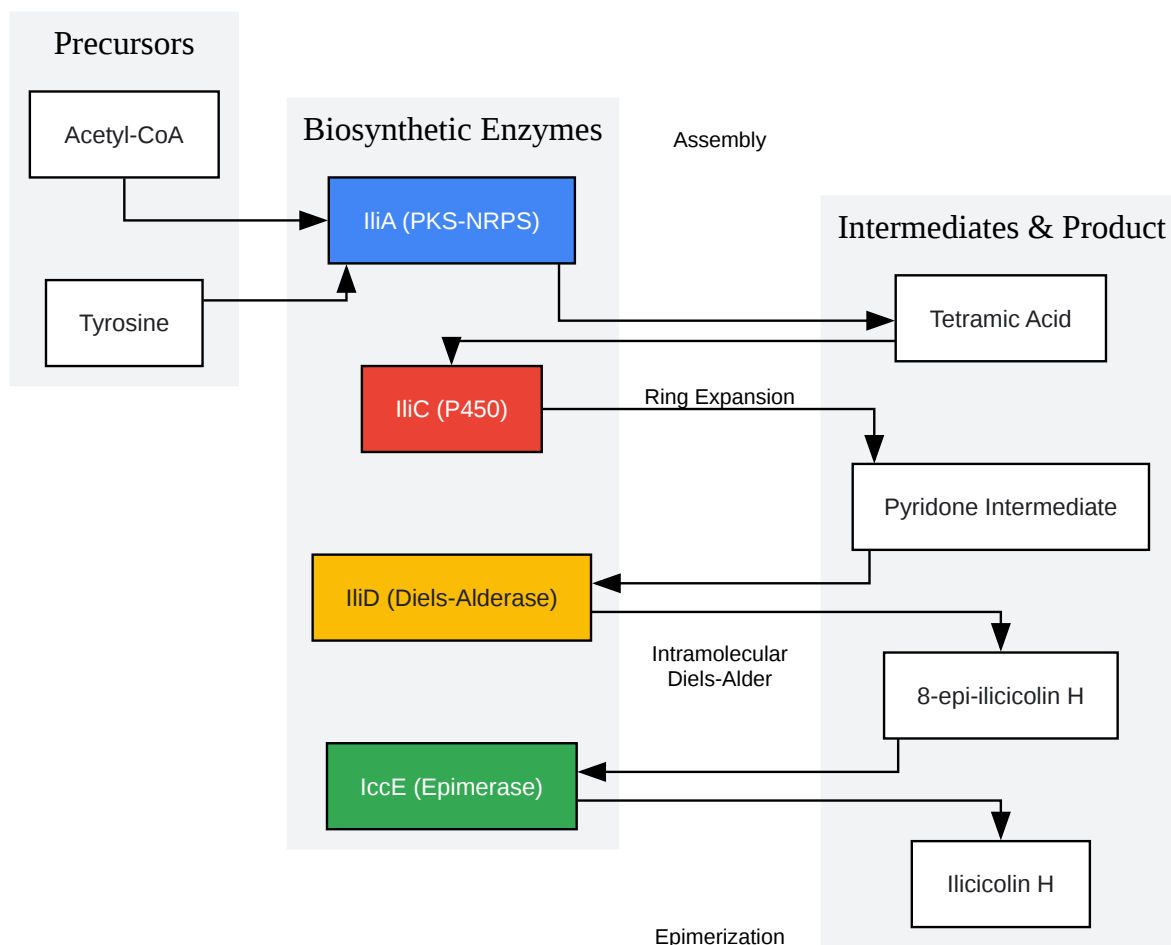 Precursors
Acetyl-CoA
Tyrosine
Biosynthetic Enzymes
IliA (PKS-NRPS)
IliC (P450)
IliD (Diels-Alderase)
IccE (Epimerase)
Assembly
Ring Expansion
Intramolecular
Diels-Alder
Epimerization
Intermediates & Product
Tetramic Acid
Pyridone Intermediate
8-epi-ilicicolin H
Ilicicolin H